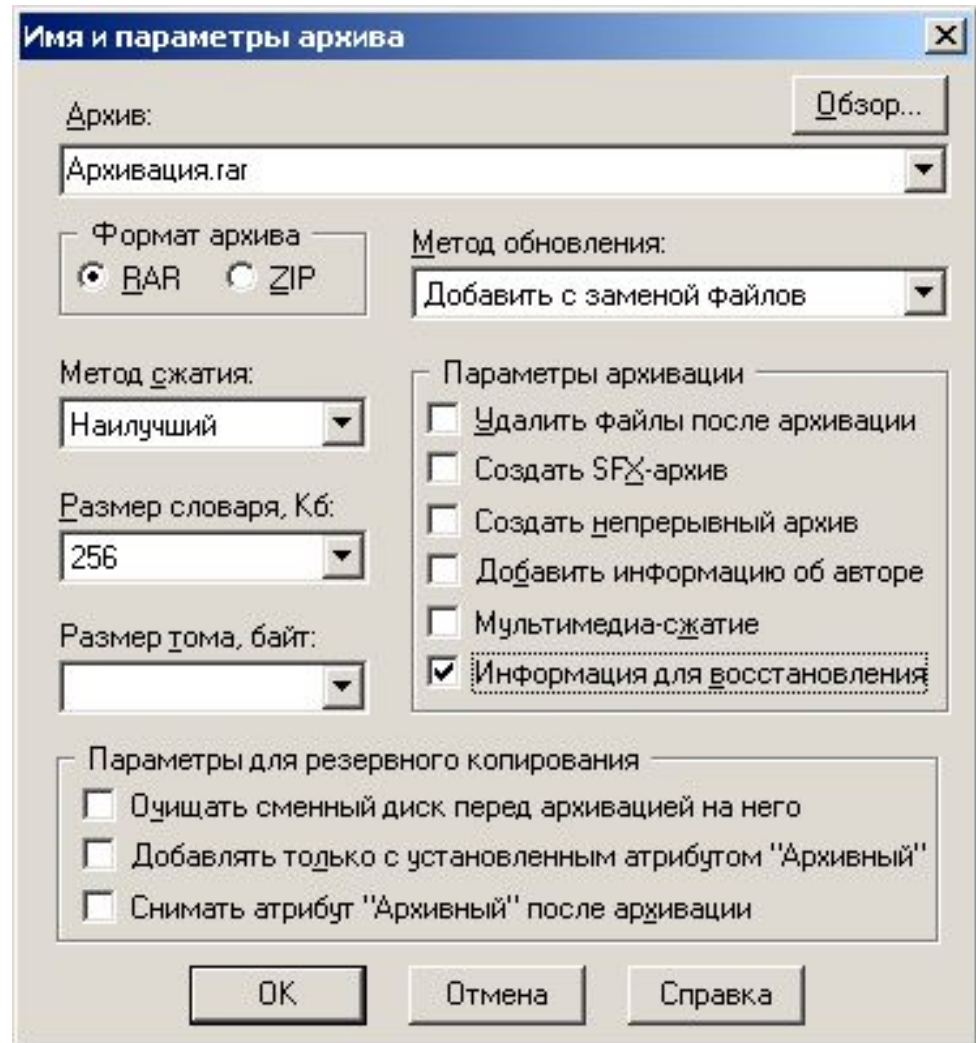 Имя и параметры архива
Обзор...
Архив:
Архивация.rar
Формат архива
RAR
ZIP
Метод обновления:
Добавить с заменой файлов
Метод сжатия:
Наилучший
Размер словаря, Кб:
256
Размер тома, байт:
Параметры архивации
Удалить файлы после архивации
Создать SFX-архив
Создать непрерывный архив
Добавить информацию об авторе
Мультимедиа-сжатие
Информация для восстановления
Параметры для резервного копирования
Очищать сменный диск перед архивацией на него
Добавлять только с установленным атрибутом "Архивный"
Снимать атрибут "Архивный" после архивации
OK
Отмена
Справка